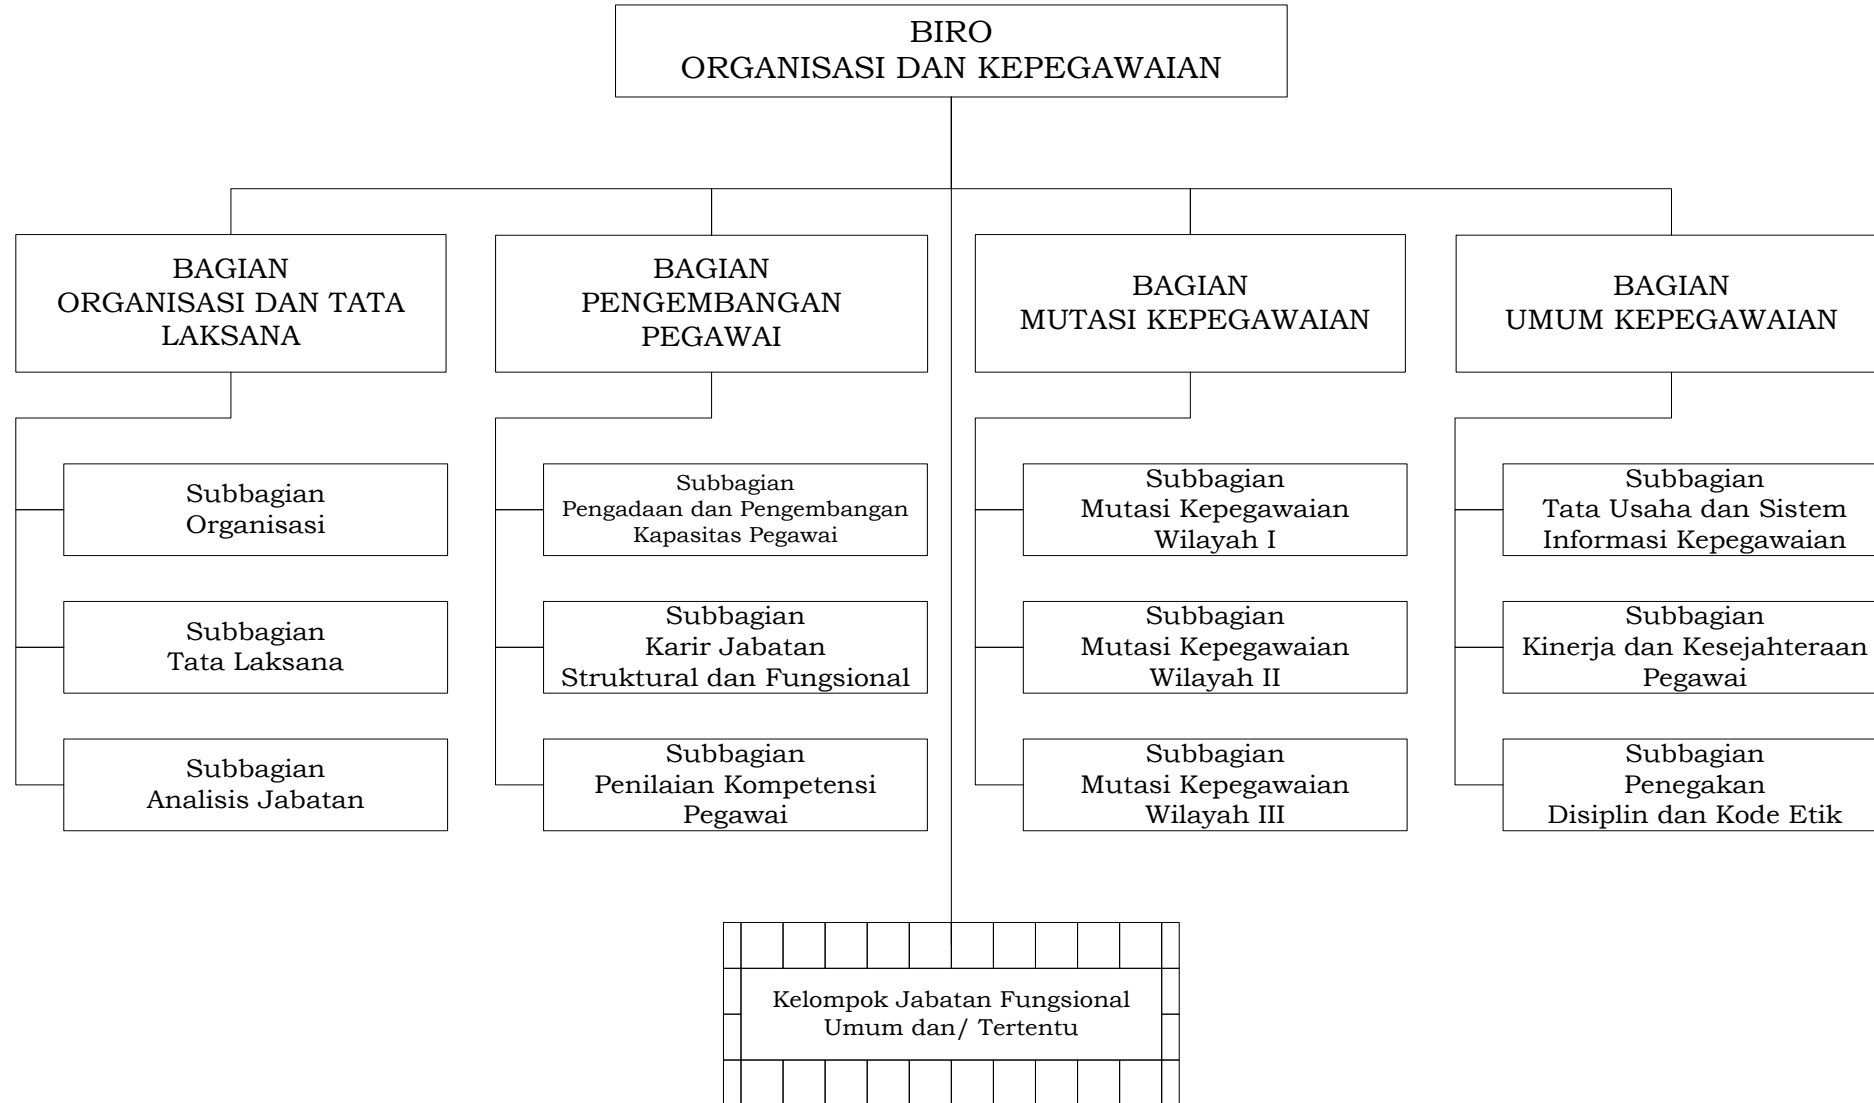 BIRO
ORGANISASI DAN KEPEGAWAIAN
BAGIAN
ORGANISASI DAN TATA
LAKSANA
BAGIAN
PENGEMBANGAN
PEGAWAI
BAGIAN
MUTASI KEPEGAWAIAN
BAGIAN
UMUM KEPEGAWAIAN
Subbagian
Organisasi
Subbagian
Tata Laksana
Subbagian
Analisis Jabatan
Subbagian
Pengadaan dan Pengembangan
Kapasitas Pegawai
Subbagian
Karir Jabatan
Struktural dan Fungsional
Subbagian
Penilaian Kompetensi
Pegawai
Subbagian
Mutasi Kepegawaian
Wilayah I
Subbagian
Mutasi Kepegawaian
Wilayah II
Subbagian
Mutasi Kepegawaian
Wilayah III
Subbagian
Tata Usaha dan Sistem
Informasi Kepegawaian
Subbagian
Kinerja dan Kesejahteraan
Pegawai
Subbagian
Penegakan
Disiplin dan Kode Etik
Kelompok Jabatan Fungsional
Umum dan/ Tertentu